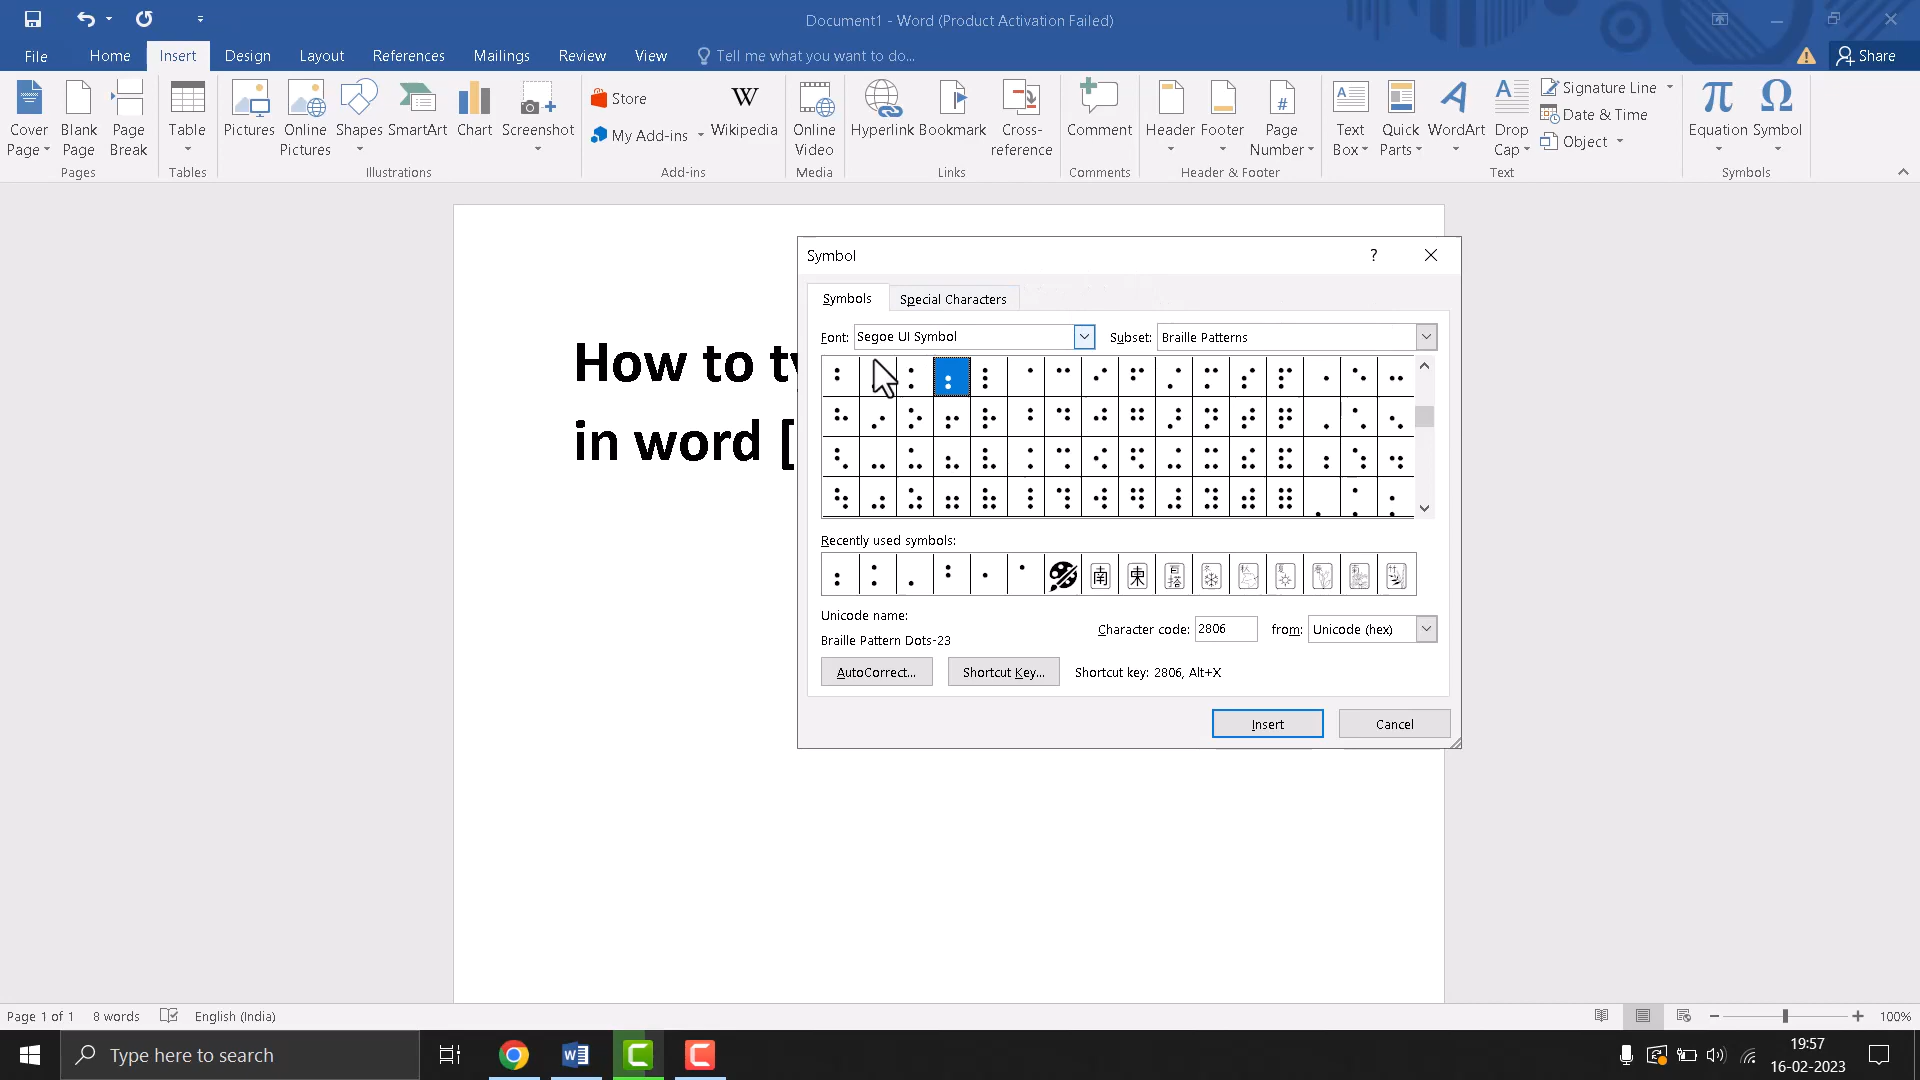 Document1 - Word (Product Activation Failed)
File Home Insert Design Layout References Mailings Review View Tell me what you want to do... Share
Cover Page
Blank Page
Page Break
Pages
Table
Tables
Pictures
Online Pictures
Shapes
SmartArt
Chart
Screenshot
Illustrations
Store
My Add-ins
W
Wikipedia
Add-ins
Online Video
Media
Hyperlink
Bookmark
Cross-reference
Links
Comment
Comments
Header
Footer
#
Page Number
Header & Footer
A
Text Box
Quick Parts
A
WordArt
A
Drop Cap
Signature Line
Date & Time
Object
Text
π
Equation
Ω
Symbol
Symbols
How to ty
in word [
Symbol ?
Symbols Special Characters
Font: Segoe UI Symbol Subset: Braille Patterns
Recently used symbols:
南 東 百搭
Unicode name:
Braille Pattern Dots-23
Character code: 2806 from: Unicode (hex)
AutoCorrect... Shortcut Key... Shortcut key: 2806, Alt+X
Insert Cancel
Page 1 of 1 8 words English (India) 100%
Type here to search
19:57
16-02-2023